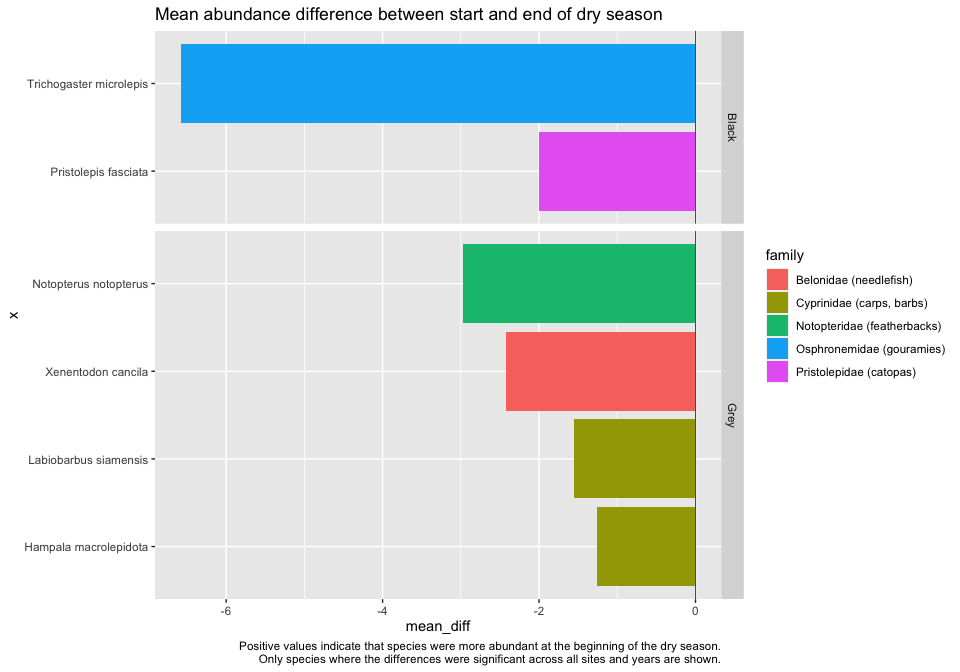 Mean abundance difference between start and end of dry season
Trichogaster microlepis
Pristolepis fasciata
Black
Notopterus notopterus
Xenentodon cancila
Labiobarbus siamensis
Hampala macrolepidota
Grey
x
-6 -4 -2 0
mean_diff
family
Belonidae (needlefish)
Cyprinidae (carps, barbs)
Notopteridae (featherbacks)
Osphronemidae (gouramies)
Pristolepidae (catopas)
Positive values indicate that species were more abundant at the beginning of the dry season.
Only species where the differences were significant across all sites and years are shown.